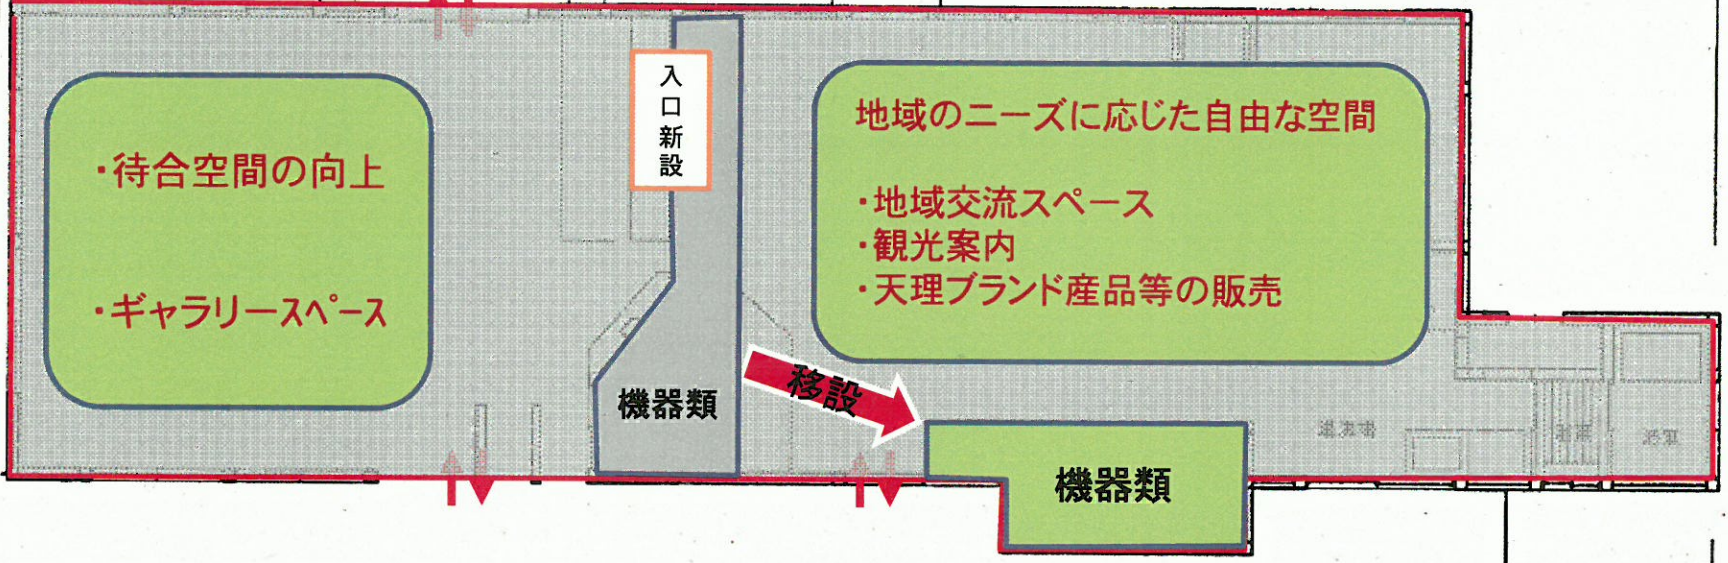 ・待合空間の向上
・ギャラリースペース
入口新設
機器類
移設
地域のニーズに応じた自由な空間
・地域交流スペース
・観光案内
・天理ブランド産品等の販売
機器類